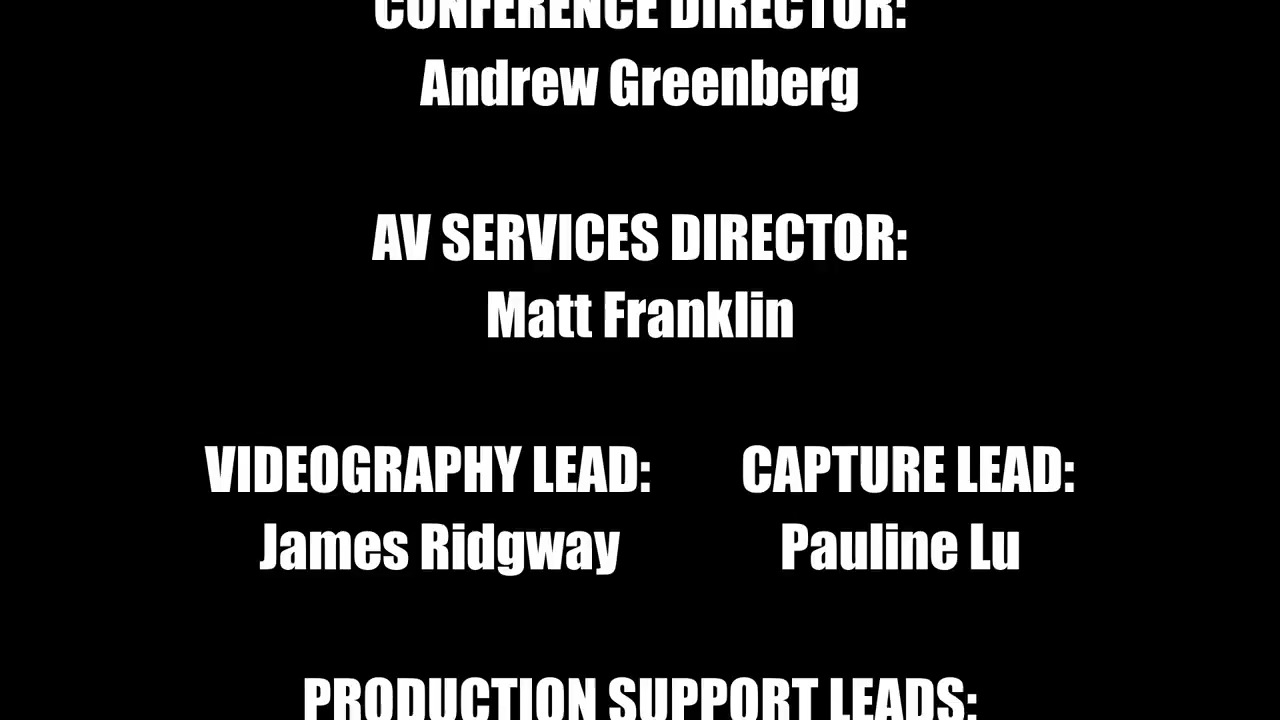 CONFERENCE DIRECTOR:
Andrew Greenberg
AV SERVICES DIRECTOR:
Matt Franklin
VIDEOGRAPHY LEAD: CAPTURE LEAD:
James Ridgway Pauline Lu
PRODUCTION SUPPORT LEADS: